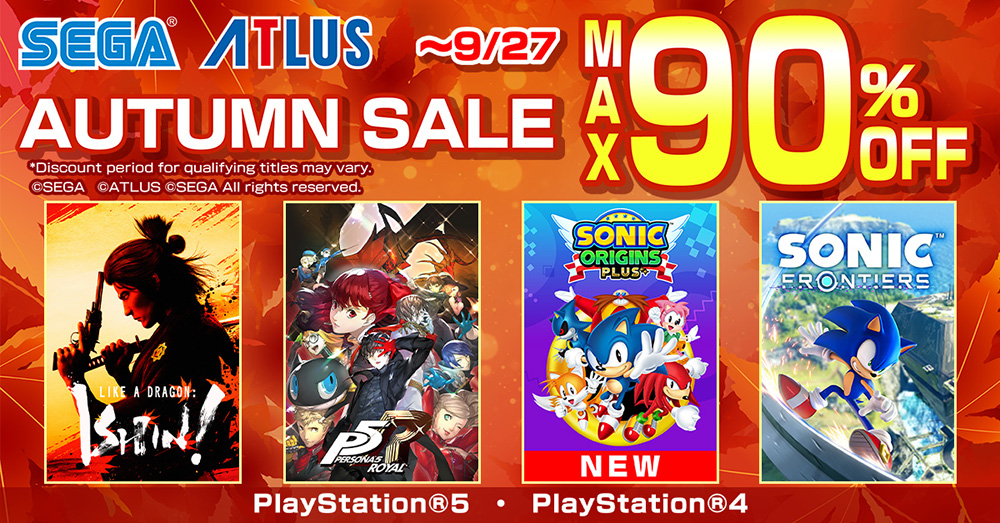 SEGA® ATLUS
~9/27
MAX 90% OFF
AUTUMN SALE
*Discount period for qualifying titles may vary.
©SEGA ©ATLUS ©SEGA All rights reserved.
LIKE A DRAGON:
ISHIN!
P5R
PERSONA5
ROYAL
SONIC
ORIGINS
PLUS+
NEW
SONIC™
FRONTIERS
PlayStation®5 • PlayStation®4